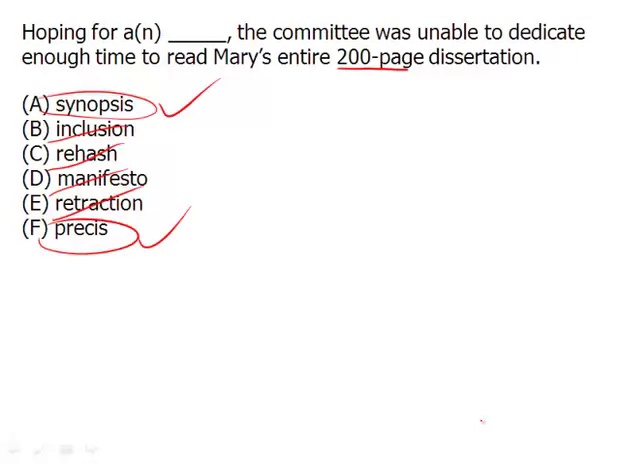 Hoping for a(n) _____, the committee was unable to dedicate
enough time to read Mary’s entire 200-page dissertation.
(A) synopsis
(B) inclusion
(C) rehash
(D) manifesto
(E) retraction
(F) precis